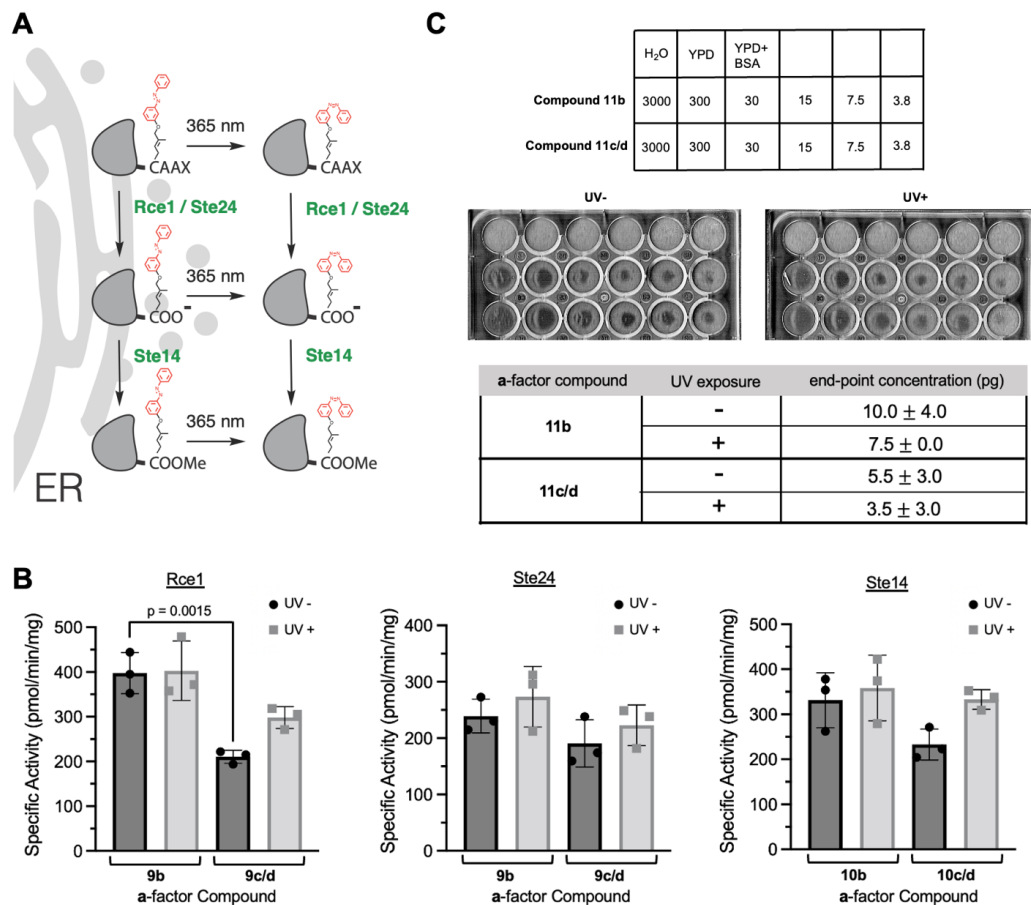 A
365 nm
CAAX
CAAX
Rce1 / Ste24
Rce1 / Ste24
365 nm
COO-
COO-
Ste14
Ste14
365 nm
COOMe
COOMe
ER
C
H₂O YPD YPD+ BSA
Compound 11b 3000 300 30 15 7.5 3.8
Compound 11c/d 3000 300 30 15 7.5 3.8
UV- UV+
a-factor compound UV exposure end-point concentration (pg)
11b - 10.0 ± 4.0
+ 7.5 ± 0.0
11c/d - 5.5 ± 3.0
+ 3.5 ± 3.0
B
Rce1
p = 0.0015
UV -
UV +
Specific Activity (pmol/min/mg)
500
400
300
200
100
0
9b 9c/d
a-factor Compound
Ste24
UV -
UV +
Specific Activity (pmol/min/mg)
500
400
300
200
100
0
9b 9c/d
a-factor Compound
Ste14
UV -
UV +
Specific Activity (pmol/min/mg)
500
400
300
200
100
0
10b 10c/d
a-factor Compound